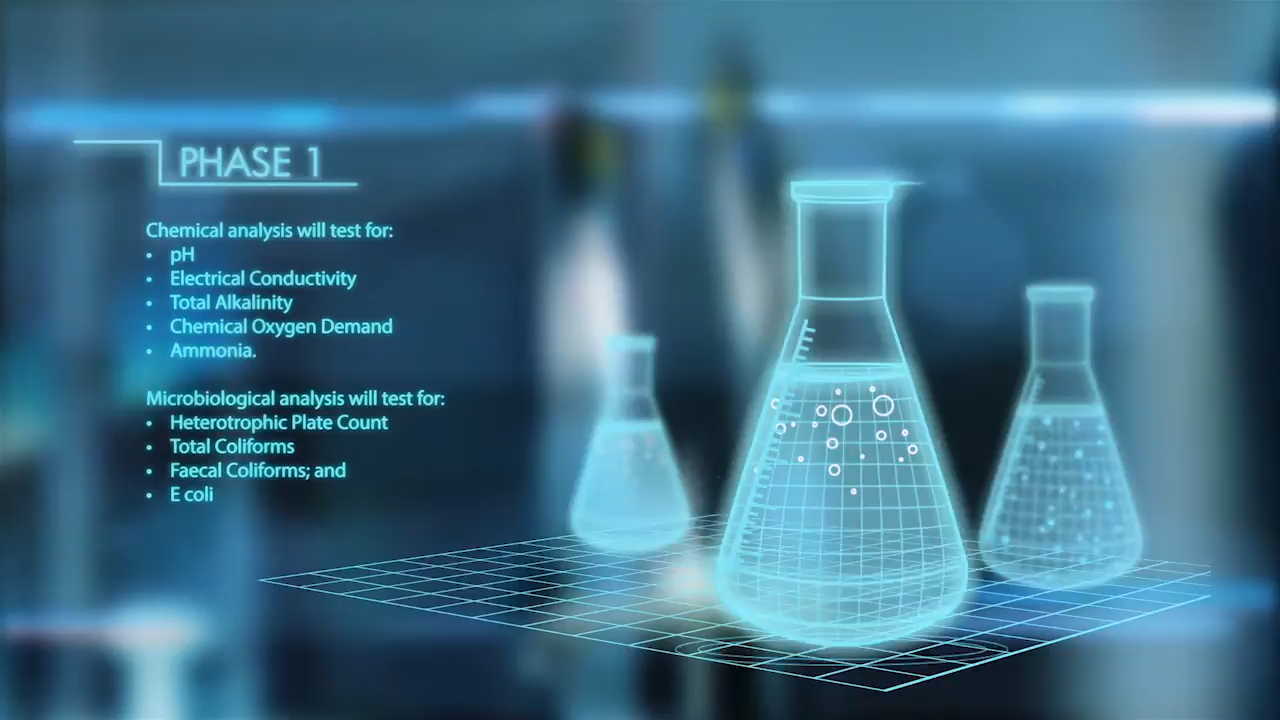 PHASE 1
Chemical analysis will test for:
• pH
• Electrical Conductivity
• Total Alkalinity
• Chemical Oxygen Demand
• Ammonia.
Microbiological analysis will test for:
• Heterotrophic Plate Count
• Total Coliforms
• Faecal Coliforms; and
• E coli